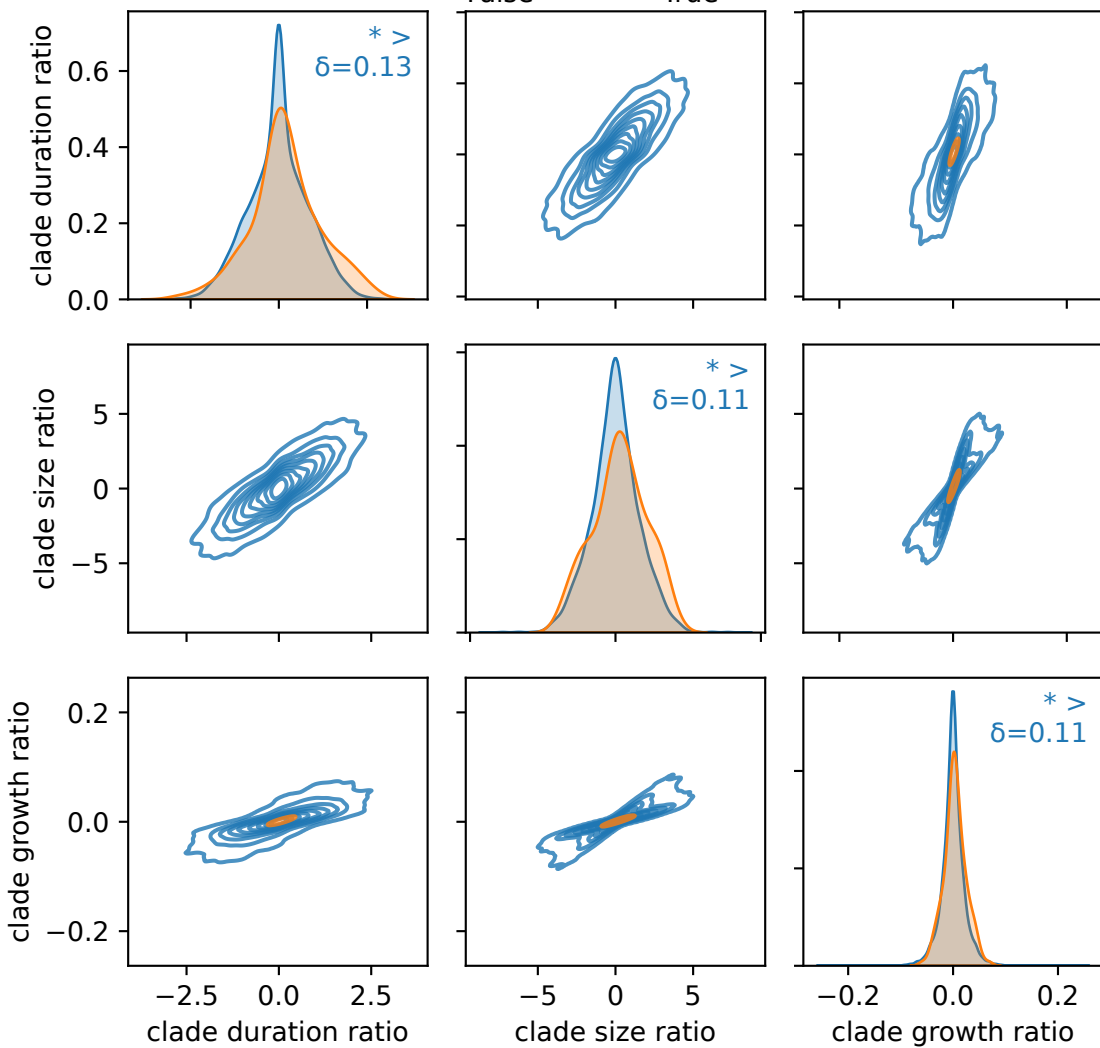 clade duration ratio
0.6
0.4
0.2
0.0
* >
δ=0.13
clade size ratio
5
0
−5
* >
δ=0.11
clade growth ratio
0.2
0.0
−0.2
* >
δ=0.11
−2.5 0.0 2.5
−5 0 5
−0.2 0.0 0.2
clade duration ratio
clade size ratio
clade growth ratio